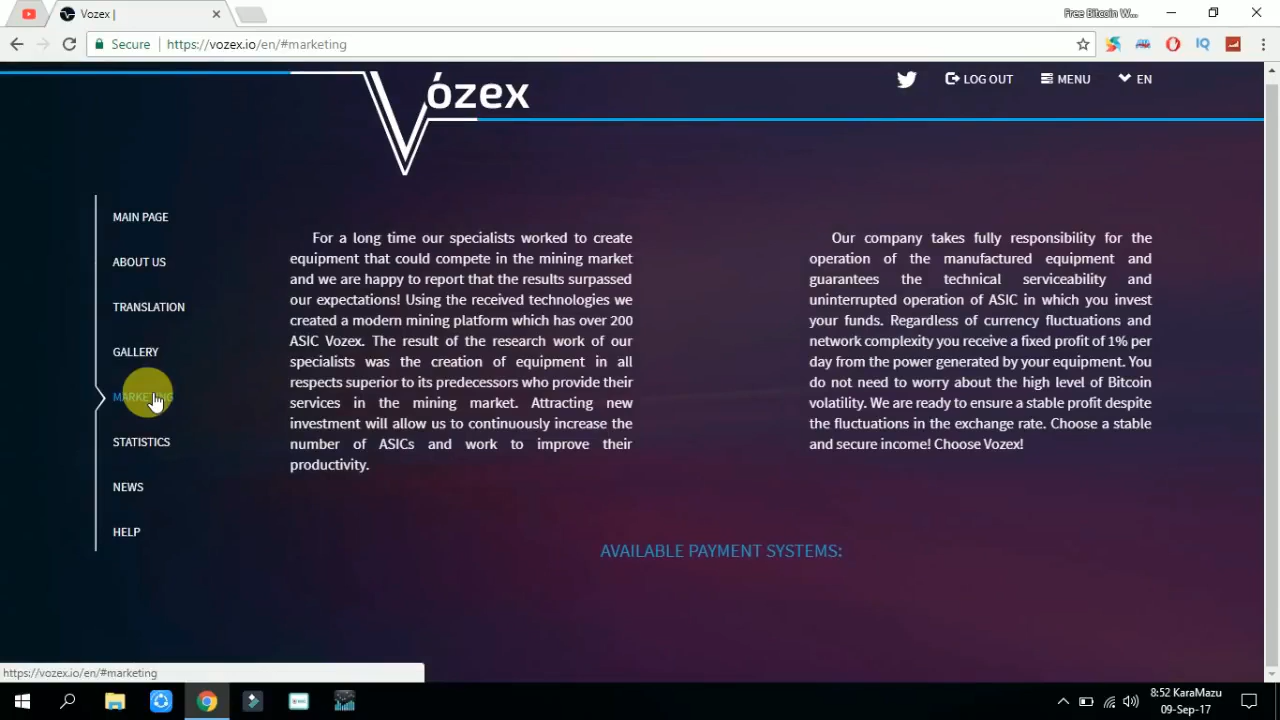 Vozex |
Free Bitcoin W...
Secure
https://vozex.io/en/#marketing
IQ
Vózex
LOG OUT
MENU
EN
MAIN PAGE
ABOUT US
TRANSLATION
GALLERY
MARKETING
STATISTICS
NEWS
HELP
For a long time our specialists worked to create
equipment that could compete in the mining market
and we are happy to report that the results surpassed
our expectations! Using the received technologies we
created a modern mining platform which has over 200
ASIC Vozex. The result of the research work of our
specialists was the creation of equipment in all
respects superior to its predecessors who provide their
services in the mining market. Attracting new
investment will allow us to continuously increase the
number of ASICs and work to improve their
productivity.
Our company takes fully responsibility for the
operation of the manufactured equipment and
guarantees the technical serviceability and
uninterrupted operation of ASIC in which you invest
your funds. Regardless of currency fluctuations and
network complexity you receive a fixed profit of 1% per
day from the power generated by your equipment. You
do not need to worry about the high level of Bitcoin
volatility. We are ready to ensure a stable profit despite
the fluctuations in the exchange rate. Choose a stable
and secure income! Choose Vozex!
AVAILABLE PAYMENT SYSTEMS:
https://vozex.io/en/#marketing
8:52 KaraMazu
09-Sep-17